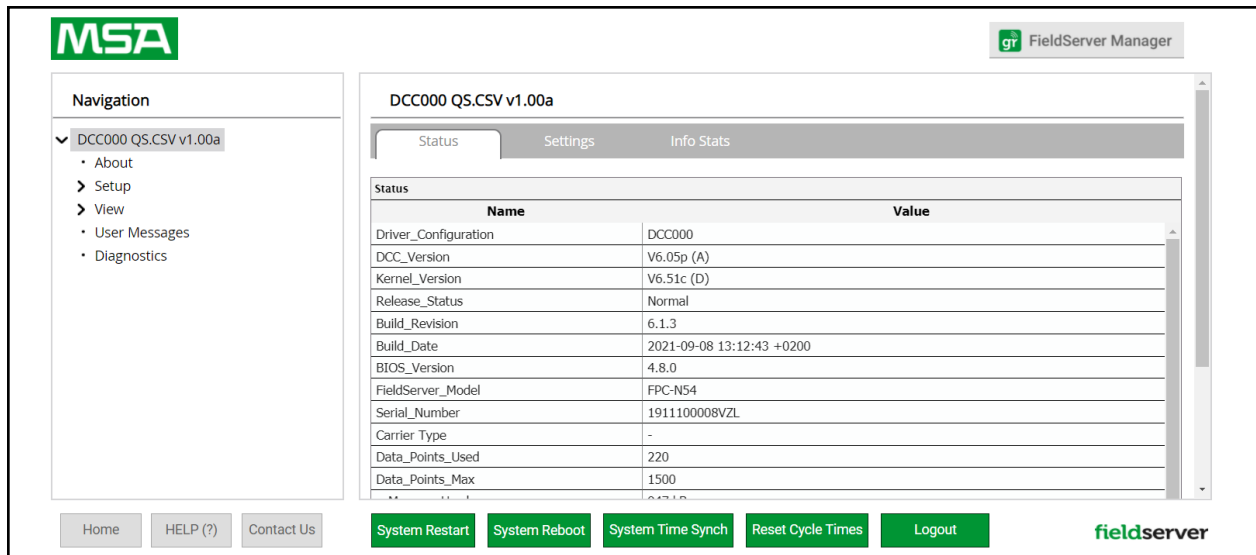 MSA
gr FieldServer Manager
Navigation
DCC000 QS.CSV v1.00a
About
Setup
View
User Messages
Diagnostics
DCC000 QS.CSV v1.00a
Status Settings Info Stats
Status
Name Value
Driver_Configuration DCC000
DCC_Version V6.05p (A)
Kernel_Version V6.51c (D)
Release_Status Normal
Build_Revision 6.1.3
Build_Date 2021-09-08 13:12:43 +0200
BIOS_Version 4.8.0
FieldServer_Model FPC-N54
Serial_Number 1911100008VZL
Carrier Type -
Data_Points_Used 220
Data_Points_Max 1500
Home HELP (?) Contact Us System Restart System Reboot System Time Synch Reset Cycle Times Logout fieldserver